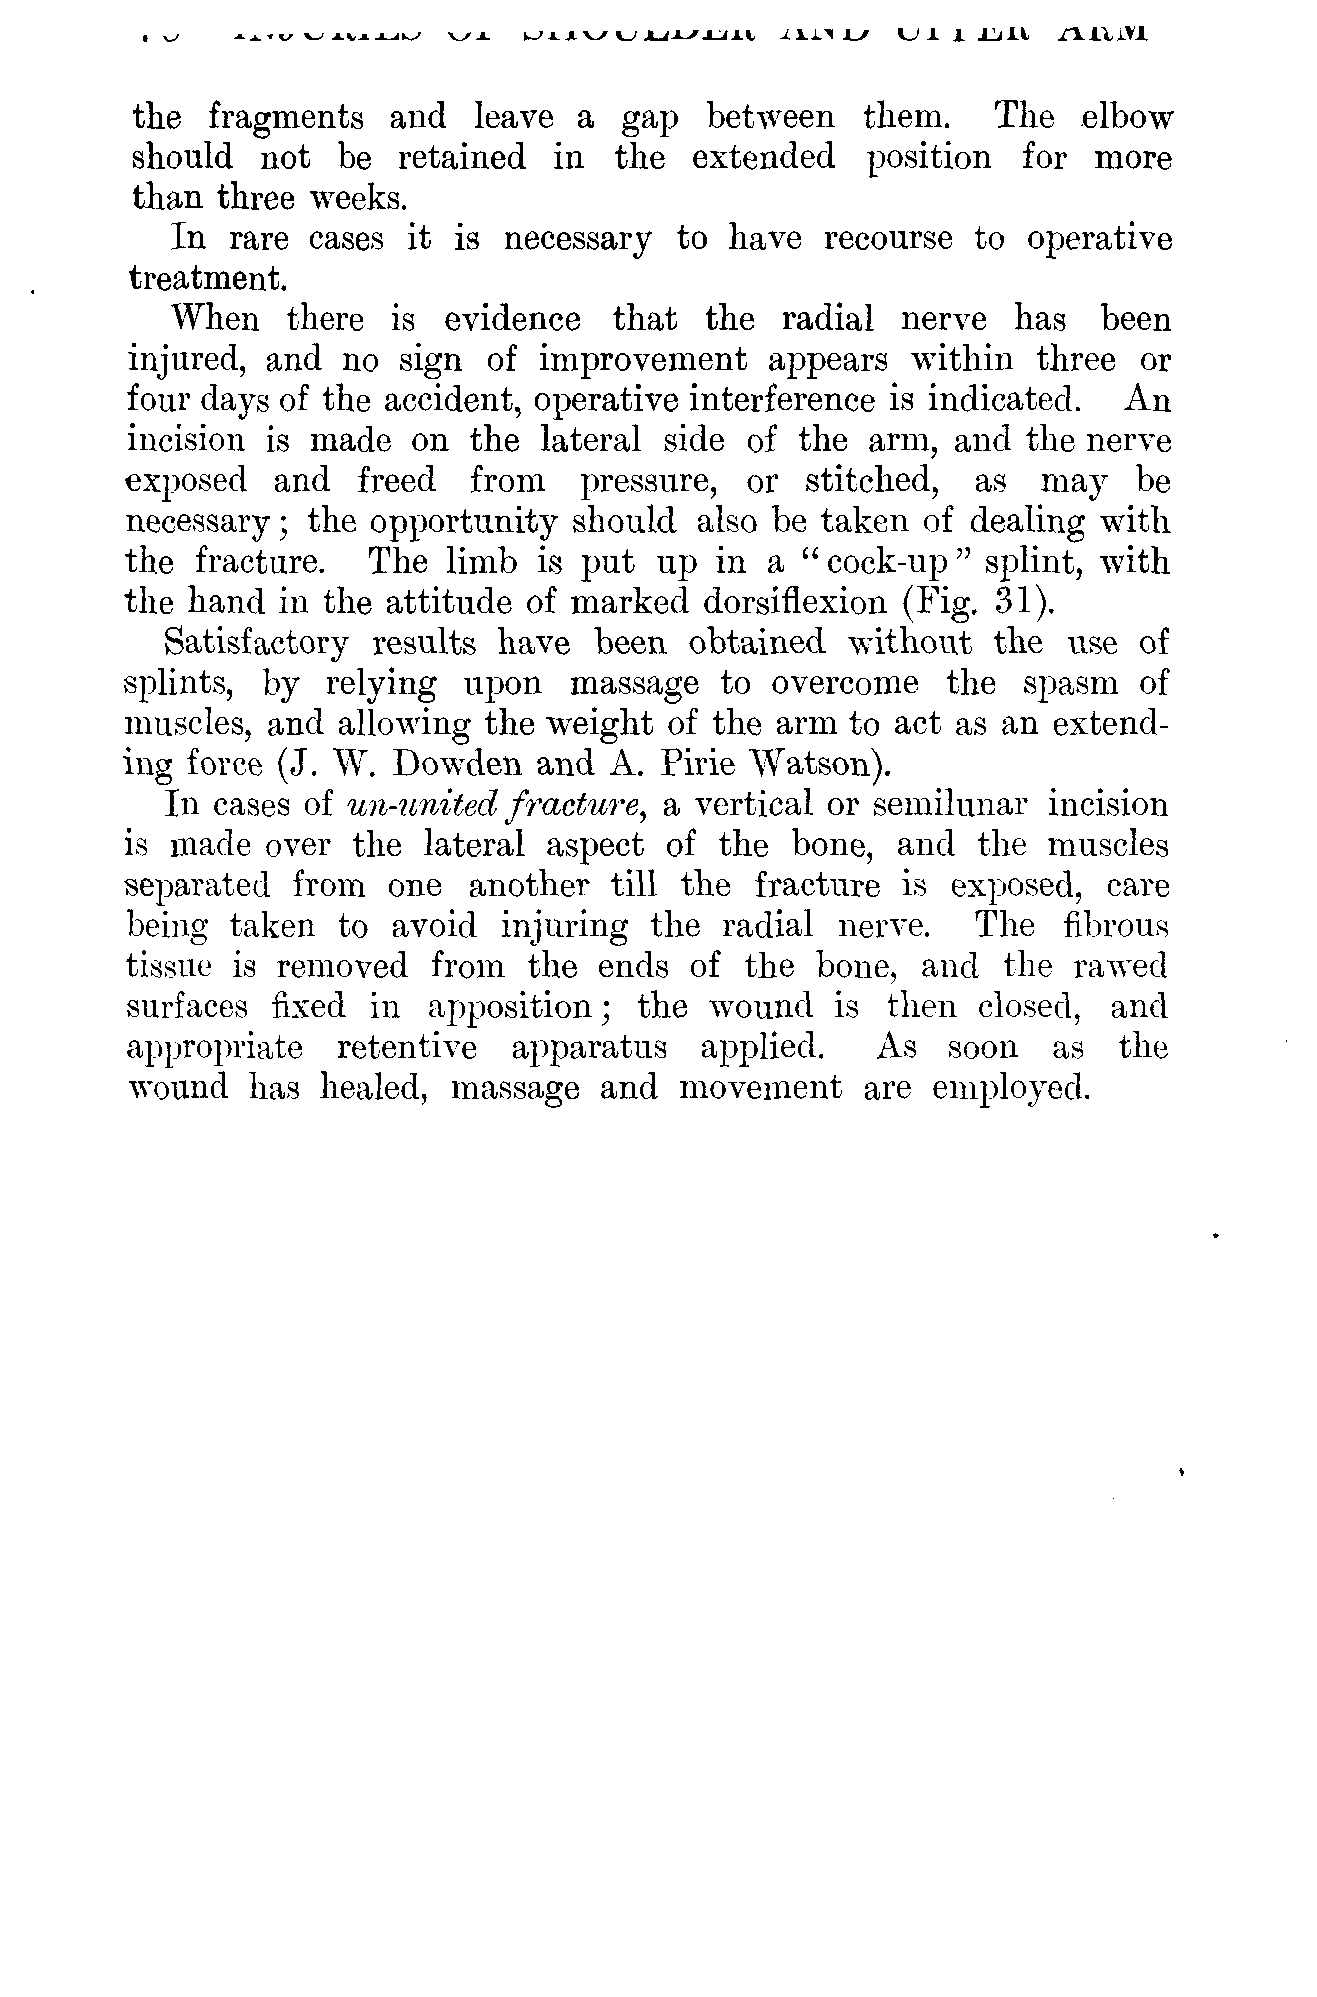 INJURIES OF SHOULDER AND UPPER ARM
the fragments and leave a gap between them. The elbow
should not be retained in the extended position for more
than three weeks.
In rare cases it is necessary to have recourse to operative
treatment.
When there is evidence that the radial nerve has been
injured, and no sign of improvement appears within three or
four days of the accident, operative interference is indicated. An
incision is made on the lateral side of the arm, and the nerve
exposed and freed from pressure, or stitched, as may be
necessary; the opportunity should also be taken of dealing with
the fracture. The limb is put up in a "cock-up" splint, with
the hand in the attitude of marked dorsiflexion (Fig. 31).
Satisfactory results have been obtained without the use of
splints, by relying upon massage to overcome the spasm of
muscles, and allowing the weight of the arm to act as an extend-
ing force (J. W. Dowden and A. Pirie Watson).
In cases of un-united fracture, a vertical or semilunar incision
is made over the lateral aspect of the bone, and the muscles
separated from one another till the fracture is exposed, care
being taken to avoid injuring the radial nerve. The fibrous
tissue is removed from the ends of the bone, and the rawed
surfaces fixed in apposition; the wound is then closed, and
appropriate retentive apparatus applied. As soon as the
wound has healed, massage and movement are employed.